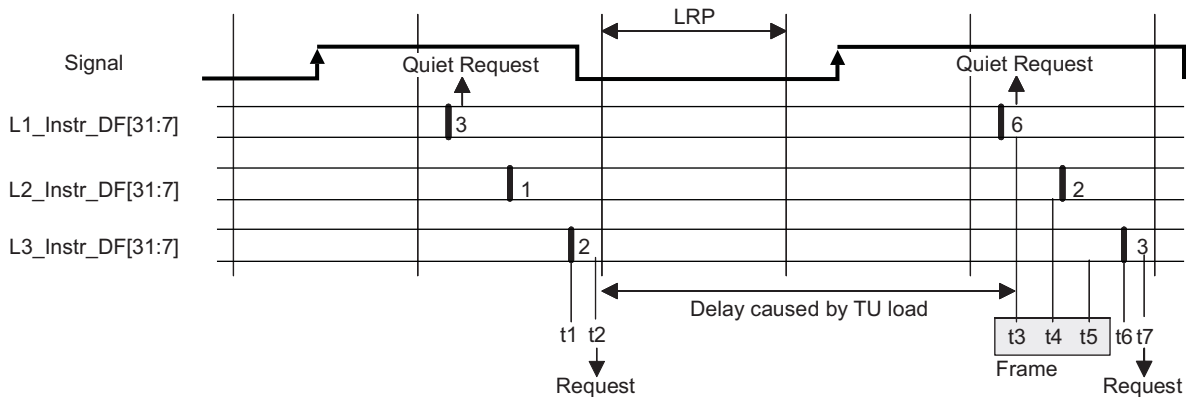 LRP
Signal
Quiet Request
Quiet Request
L1_Instr_DF[31:7]
3
6
L2_Instr_DF[31:7]
1
2
L3_Instr_DF[31:7]
2
3
Delay caused by TU load
t1 t2
t3 t4 t5 t6 t7
Frame
Request
Request